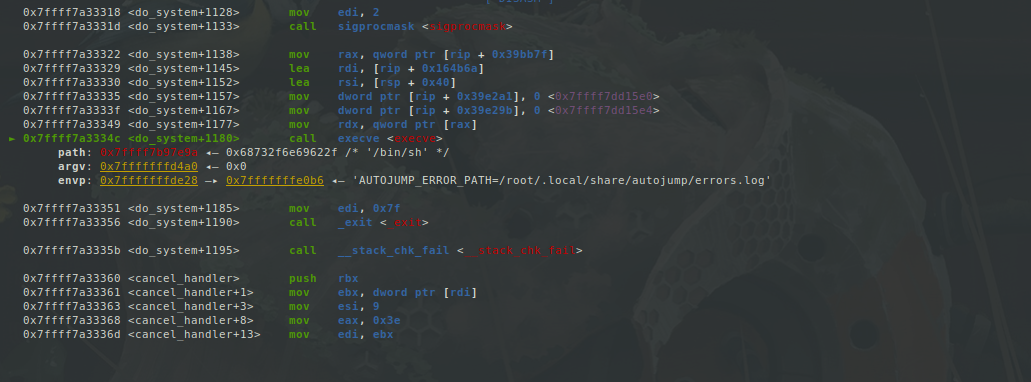 0x7ffff7a33318 <do_system+1128> mov edi, 2
0x7ffff7a3331d <do_system+1133> call sigprocmask <sigprocmask>
0x7ffff7a33322 <do_system+1138> mov rax, qword ptr [rip + 0x39bb7f]
0x7ffff7a33329 <do_system+1145> lea rdi, [rip + 0x164b6a]
0x7ffff7a33330 <do_system+1152> lea rsi, [rsp + 0x40]
0x7ffff7a33335 <do_system+1157> mov dword ptr [rip + 0x39e2a1], 0 <0x7ffff7dd15e0>
0x7ffff7a3333f <do_system+1167> mov dword ptr [rip + 0x39e29b], 0 <0x7ffff7dd15e4>
0x7ffff7a33349 <do_system+1177> mov rdx, qword ptr [rax]
► 0x7ffff7a3334c <do_system+1180> call execve <execve>
path: 0x7ffff7b97e9a ◂— 0x68732f6e69622f /* '/bin/sh' */
argv: 0x7fffffffd4a0 ◂— 0x0
envp: 0x7fffffffde28 —▸ 0x7fffffffe0b6 ◂— 'AUTOJUMP_ERROR_PATH=/root/.local/share/autojump/errors.log'
0x7ffff7a33351 <do_system+1185> mov edi, 0x7f
0x7ffff7a33356 <do_system+1190> call _exit <_exit>
0x7ffff7a3335b <do_system+1195> call __stack_chk_fail <__stack_chk_fail>
0x7ffff7a33360 <cancel_handler> push rbx
0x7ffff7a33361 <cancel_handler+1> mov ebx, dword ptr [rdi]
0x7ffff7a33363 <cancel_handler+3> mov esi, 9
0x7ffff7a33368 <cancel_handler+8> mov eax, 0x3e
0x7ffff7a3336d <cancel_handler+13> mov edi, ebx